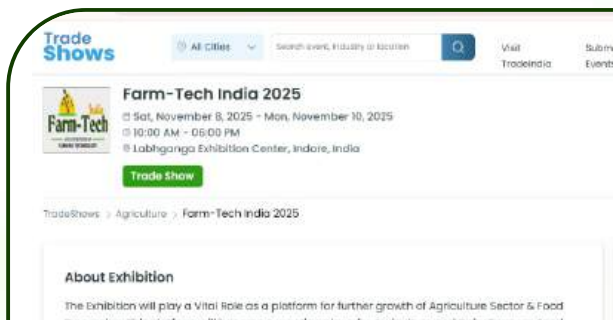 Trade
Shows
All Cities
Search event, industry or location
Visit
Tradeindia
Submi
Events
India
Farm-Tech
Farm-Tech India 2025
Sat, November 8, 2025 - Mon, November 10, 2025
10:00 AM - 06:00 PM
Labhganga Exhibition Center, Indore, India
Trade Show
TradeShows > Agriculture > Farm-Tech India 2025
About Exhibition
The Exhibition will play a Vital Role as a platform for further growth of Agriculture Sector & Food